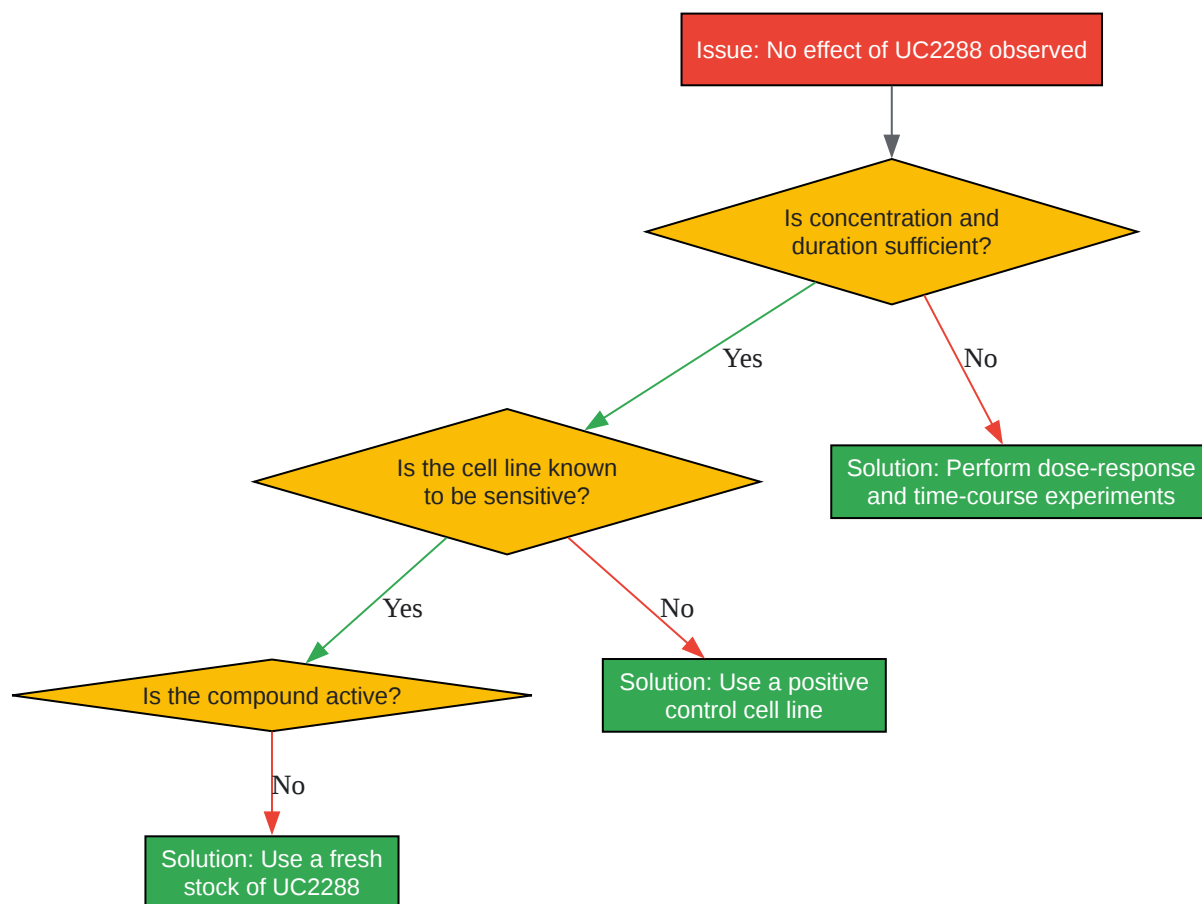 Issue: No effect of UC2288 observed
Is concentration and
duration sufficient?
Yes
No
Is the cell line known
to be sensitive?
Solution: Perform dose-response
and time-course experiments
Yes
No
Is the compound active?
Solution: Use a positive
control cell line
No
Solution: Use a fresh
stock of UC2288